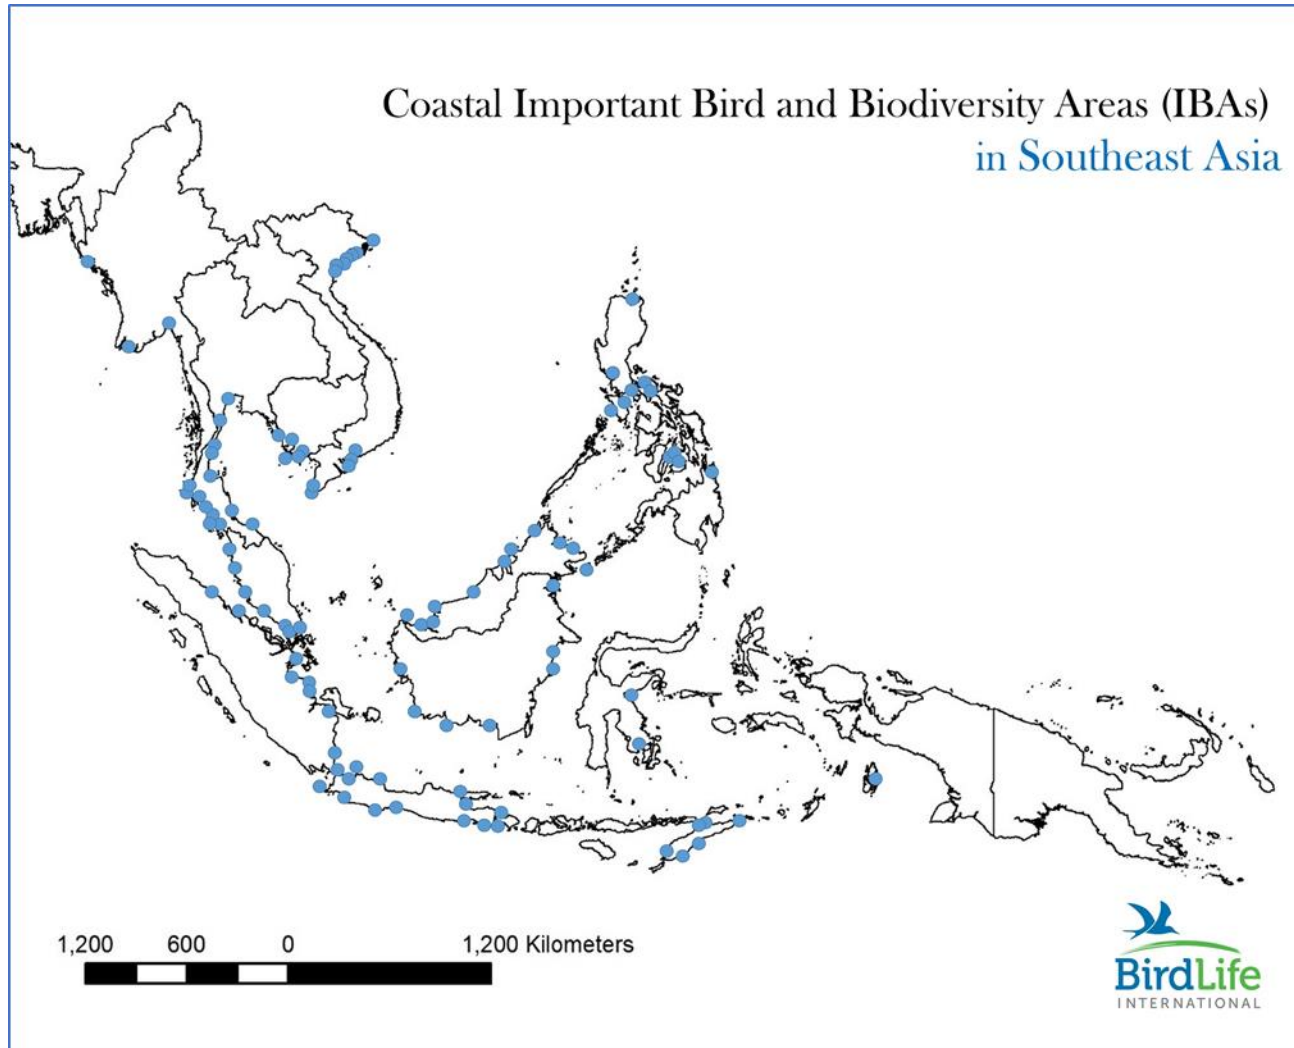 Coastal Important Bird and Biodiversity Areas (IBAs)
in Southeast Asia
1,200 600 0 1,200 Kilometers
BirdLife
INTERNATIONAL